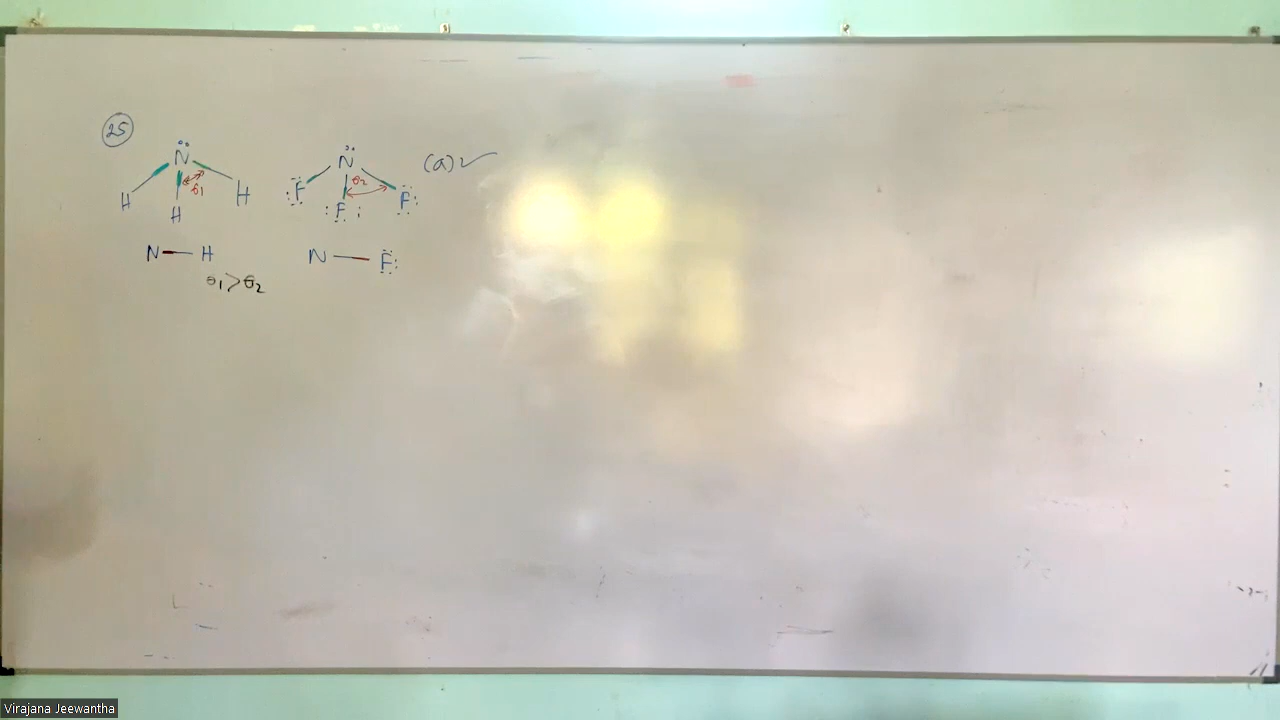 25
N N (a) ✓
H H H F F F
θ₁ θ₂
N — H N — F
θ₁ > θ₂
Virajana Jeewantha